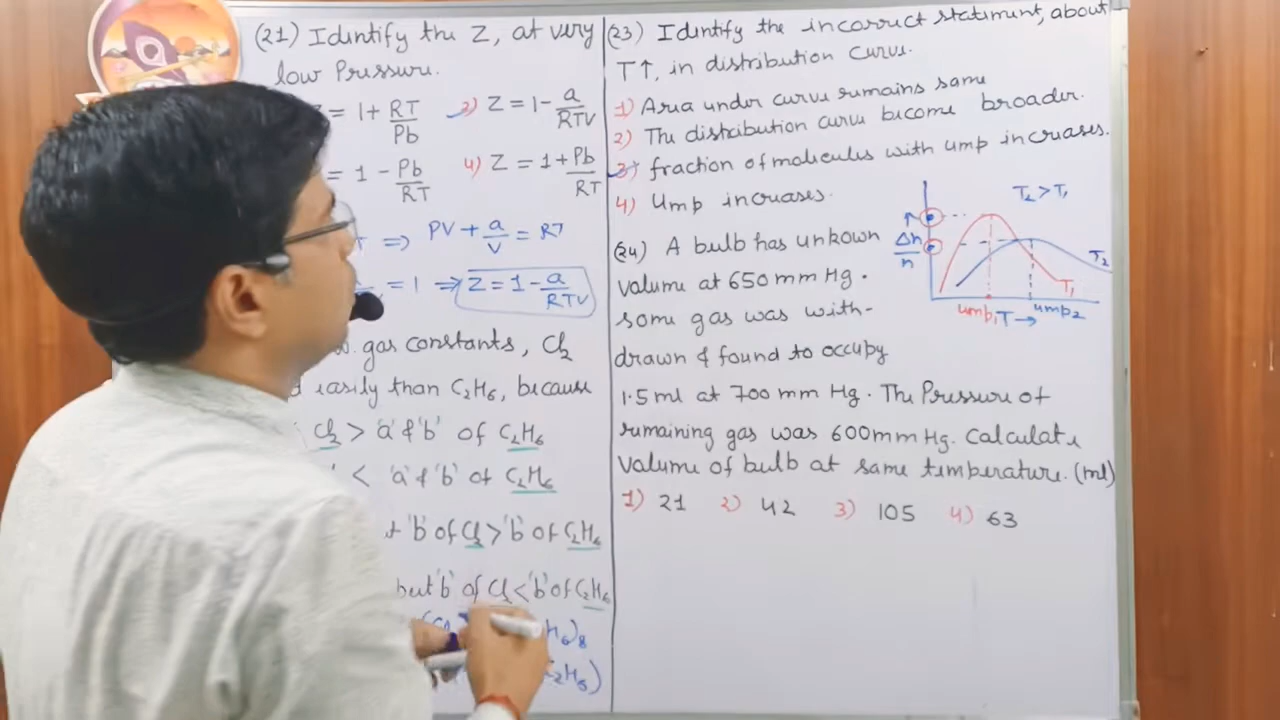 (21) Identify the Z, at very
low Pressure.
= 1 + RT/Pb 2) Z = 1 - a/RTV
= 1 - Pb/RT 4) Z = 1 + Pb/RT
=> PV + a/V = RT
= 1 => Z = 1 - a/RTV
gas constants, Cl2
easily than C2H6, because
Cl2 > 'a' & 'b' of C2H6
< 'a' & 'b' of C2H6
'b' of Cl2 > 'b' of C2H6
but 'b' of Cl2 < 'b' of C2H6
(23) Identify the incorrect statement, about
T↑, in distribution curve.
1) Area under curve remains same
2) The distribution curve become broader.
3) fraction of molecules with ump increases.
4) Ump increases.
T2 > T1
↑
Δn/n
T2
T1
ump1 T→ ump2
(24) A bulb has unkown
volume at 650 mm Hg.
some gas was with-
drawn & found to occupy
1.5 ml at 700 mm Hg. The Pressure of
remaining gas was 600 mm Hg. Calculate
volume of bulb at same temperature. (ml)
1) 21 2) 42 3) 105 4) 63